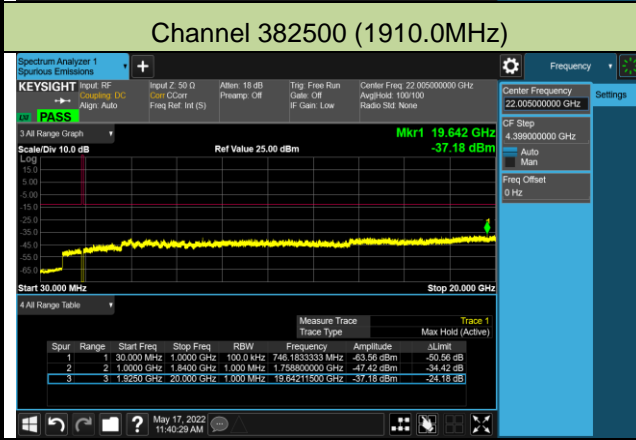 Channel 382500 (1910.0MHz)
Spectrum Analyzer 1
Spurious Emissions
Frequency
KEYSIGHT
Input: RF
Coupling: DC
Align: Auto
Input Z: 50 Ω
Corr CCorr
Freq Ref: Int (S)
Atten: 18 dB
Preamp: Off
Trig: Free Run
Gate: Off
IF Gain: Low
Center Freq: 22.005000000 GHz
Avg|Hold: 100/100
Radio Std: None
PASS
Center Frequency
22.005000000 GHz
Settings
CF Step
4.399000000 GHz
Auto
Man
Freq Offset
0 Hz
3 All Range Graph
Mkr1 19.642 GHz
Scale/Div 10.0 dB
Ref Value 25.00 dBm
-37.18 dBm
Log
15.0
5.00
-5.00
-15.0
-25.0
-35.0
-45.0
-55.0
-65.0
Start 30.000 MHz
Stop 20.000 GHz
4 All Range Table
Measure Trace Trace 1
Trace Type Max Hold (Active)
Spur Range Start Freq Stop Freq RBW Frequency Amplitude ΔLimit
1 1 30.000 MHz 1.0000 GHz 100.0 kHz 746.1833333 MHz -63.56 dBm -50.56 dB
2 2 1.0000 GHz 1.8400 GHz 1.000 MHz 1.758800000 GHz -47.42 dBm -34.42 dB
3 3 1.9250 GHz 20.000 GHz 1.000 MHz 19.64211500 GHz -37.18 dBm -24.18 dB
?
May 17, 2022
11:40:29 AM